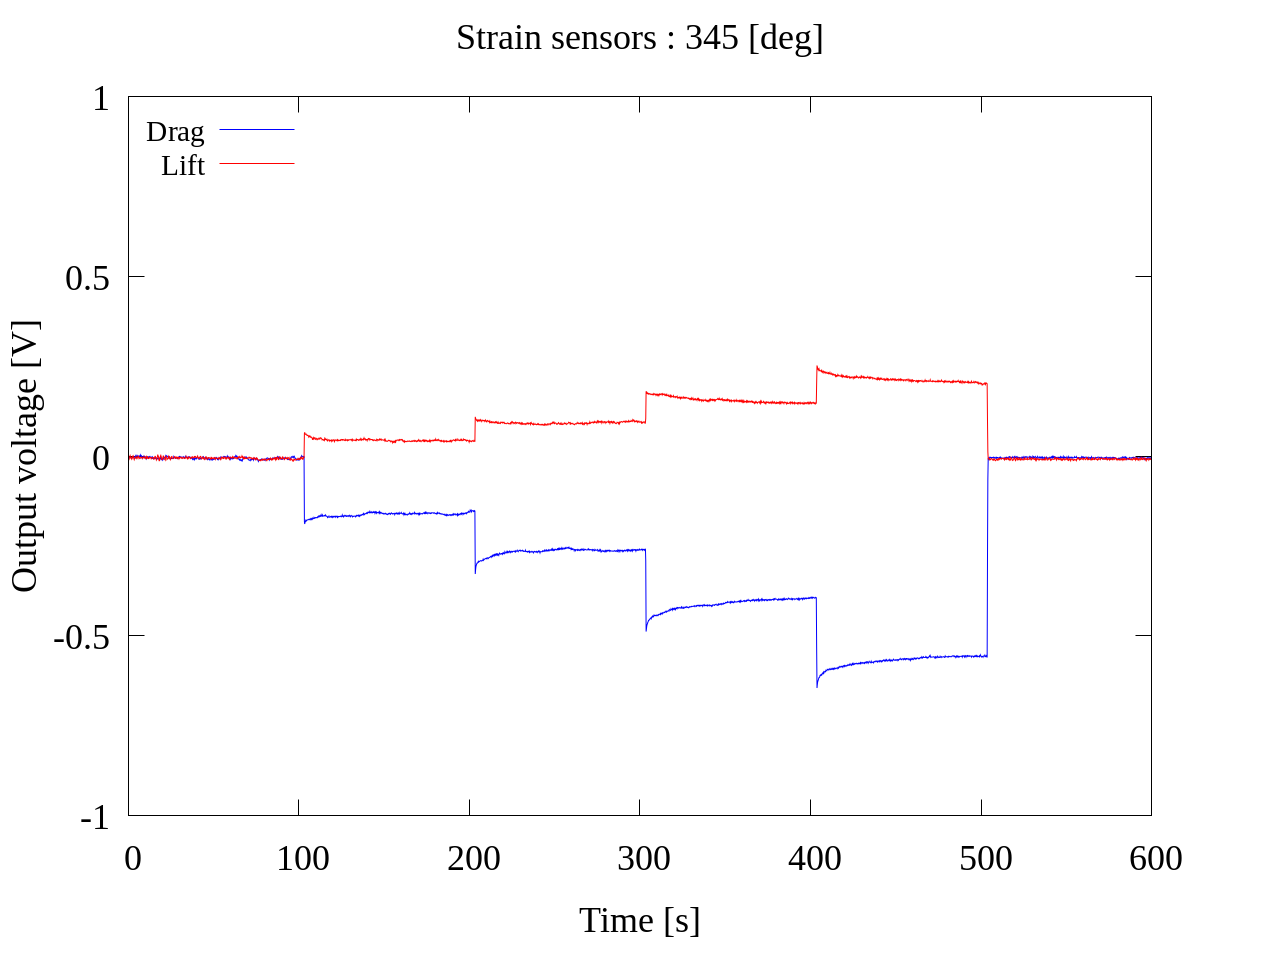 Strain sensors : 345 [deg]
1
0.5
0
-0.5
-1
Output voltage [V]
Drag
Lift
0 100 200 300 400 500 600
Time [s]